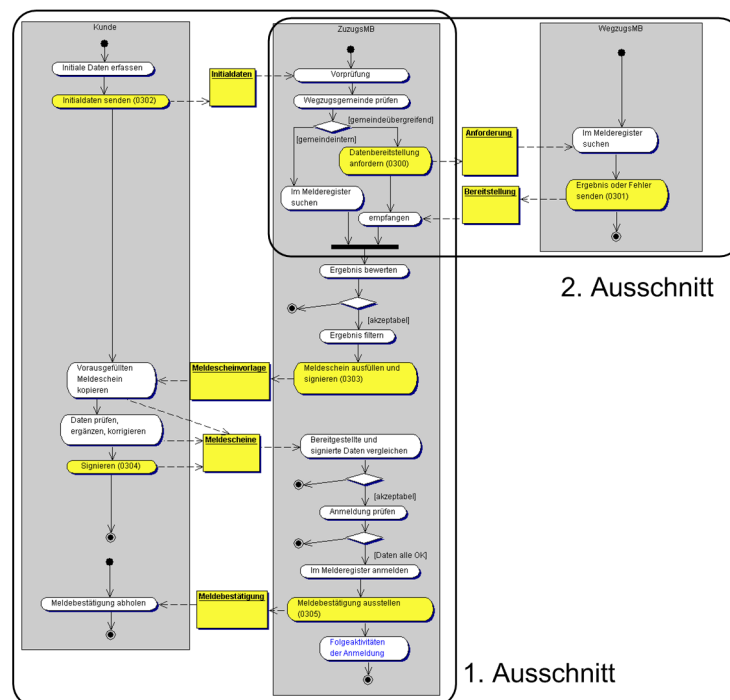 Kunde
ZuzugsMB
WegzugsMB
Initiale Daten erfassen
Initialdaten
Vorprüfung
Initialdaten senden (0302)
Wegzugsgemeinde prüfen
[gemeindeübergreifend]
[gemeindeintern]
Datenbereitstellung
anfordern (0300)
Anforderung
Im Melderegister
suchen
Im Melderegister
suchen
Bereitstellung
Ergebnis oder Fehler
senden (0301)
empfangen
Ergebnis bewerten
2. Ausschnitt
[akzeptabel]
Ergebnis filtern
Vorausgefüllten
Meldeschein
kopieren
Meldescheinvorlage
Meldeschein ausfüllen und
signieren (0303)
Daten prüfen,
ergänzen, korrigieren
Meldescheine
Bereitgestellte und
signierte Daten vergleichen
Signieren (0304)
[akzeptabel]
Anmeldung prüfen
[Daten alle OK]
Im Melderegister anmelden
Meldebestätigung abholen
Meldebestätigung
Meldebestätigung ausstellen
(0305)
Folgeaktivitäten
der Anmeldung
1. Ausschnitt